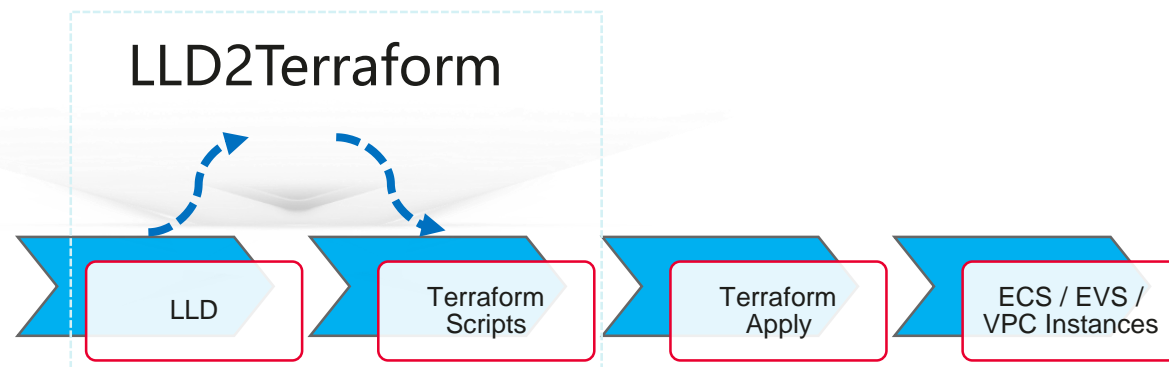 LLD2Terraform
LLD
Terraform
Scripts
Terraform
Apply
ECS / EVS /
VPC Instances